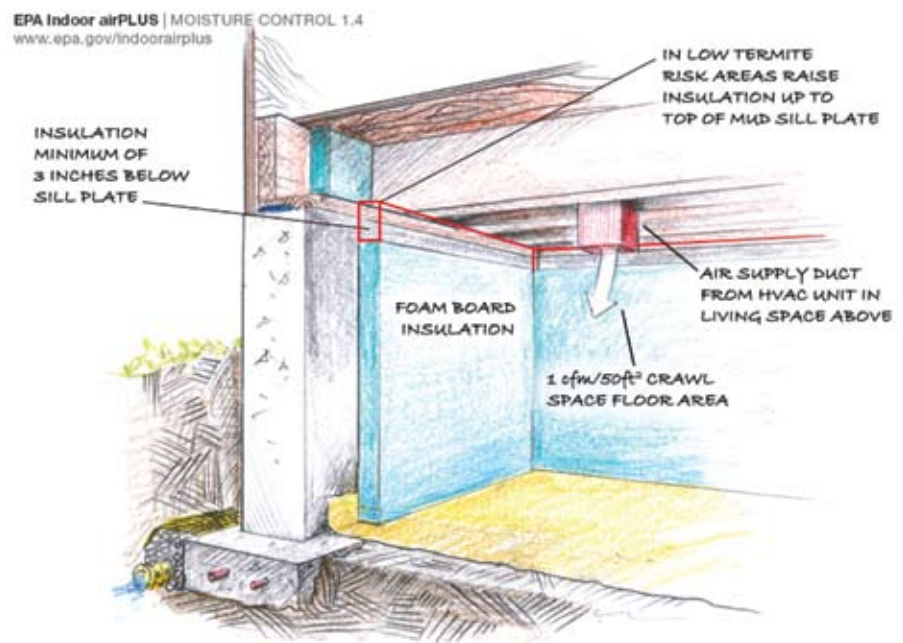 EPA Indoor airPLUS | MOISTURE CONTROL 1.4
www.epa.gov/indoorairplus
IN LOW TERMITE
RISK AREAS RAISE
INSULATION UP TO
TOP OF MUD SILL PLATE
INSULATION
MINIMUM OF
3 INCHES BELOW
SILL PLATE
AIR SUPPLY DUCT
FROM HVAC UNIT IN
LIVING SPACE ABOVE
FOAM BOARD
INSULATION
1 cfm/50ft² CRAWL
SPACE FLOOR AREA